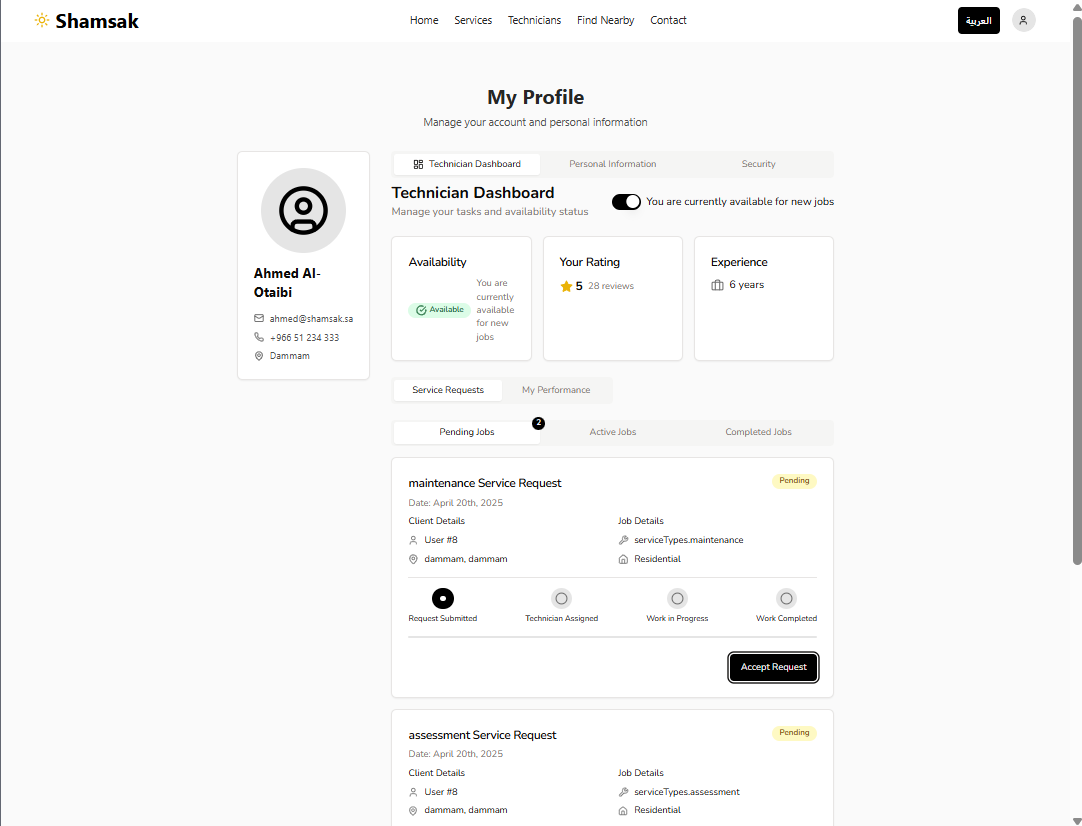 Shamsak
Home Services Technicians Find Nearby Contact
العربية
My Profile
Manage your account and personal information
Ahmed Al-
Otaibi
ahmed@shamsak.sa
+966 51 234 333
Dammam
Technician Dashboard Personal Information Security
Technician Dashboard
Manage your tasks and availability status
You are currently available for new jobs
Availability
Available
You are
currently
available
for new
jobs
Your Rating
5 28 reviews
Experience
6 years
Service Requests My Performance
Pending Jobs 2 Active Jobs Completed Jobs
maintenance Service Request
Pending
Date: April 20th, 2025
Client Details
User #8
dammam, dammam
Job Details
serviceTypes.maintenance
Residential
Request Submitted Technician Assigned Work in Progress Work Completed
Accept Request
assessment Service Request
Pending
Date: April 20th, 2025
Client Details
User #8
dammam, dammam
Job Details
serviceTypes.assessment
Residential